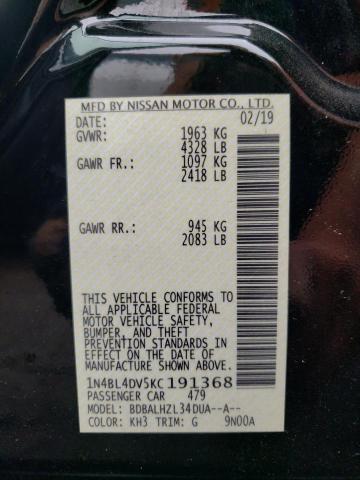 MFD BY NISSAN MOTOR CO., LTD.
DATE: 02/19
GVWR: 1963 KG
4328 LB
GAWR FR: 1097 KG
2418 LB
GAWR RR: 945 KG
2083 LB
THIS VEHICLE CONFORMS TO
ALL APPLICABLE FEDERAL
MOTOR VEHICLE SAFETY,
BUMPER, AND THEFT
PREVENTION STANDARDS IN
EFFECT ON THE DATE OF
MANUFACTURE SHOWN ABOVE.
1N4BL4DV5KC191368
PASSENGER CAR 479
MODEL: BDBALHZL34DUA--A--
COLOR: KH3 TRIM: G 9N00A